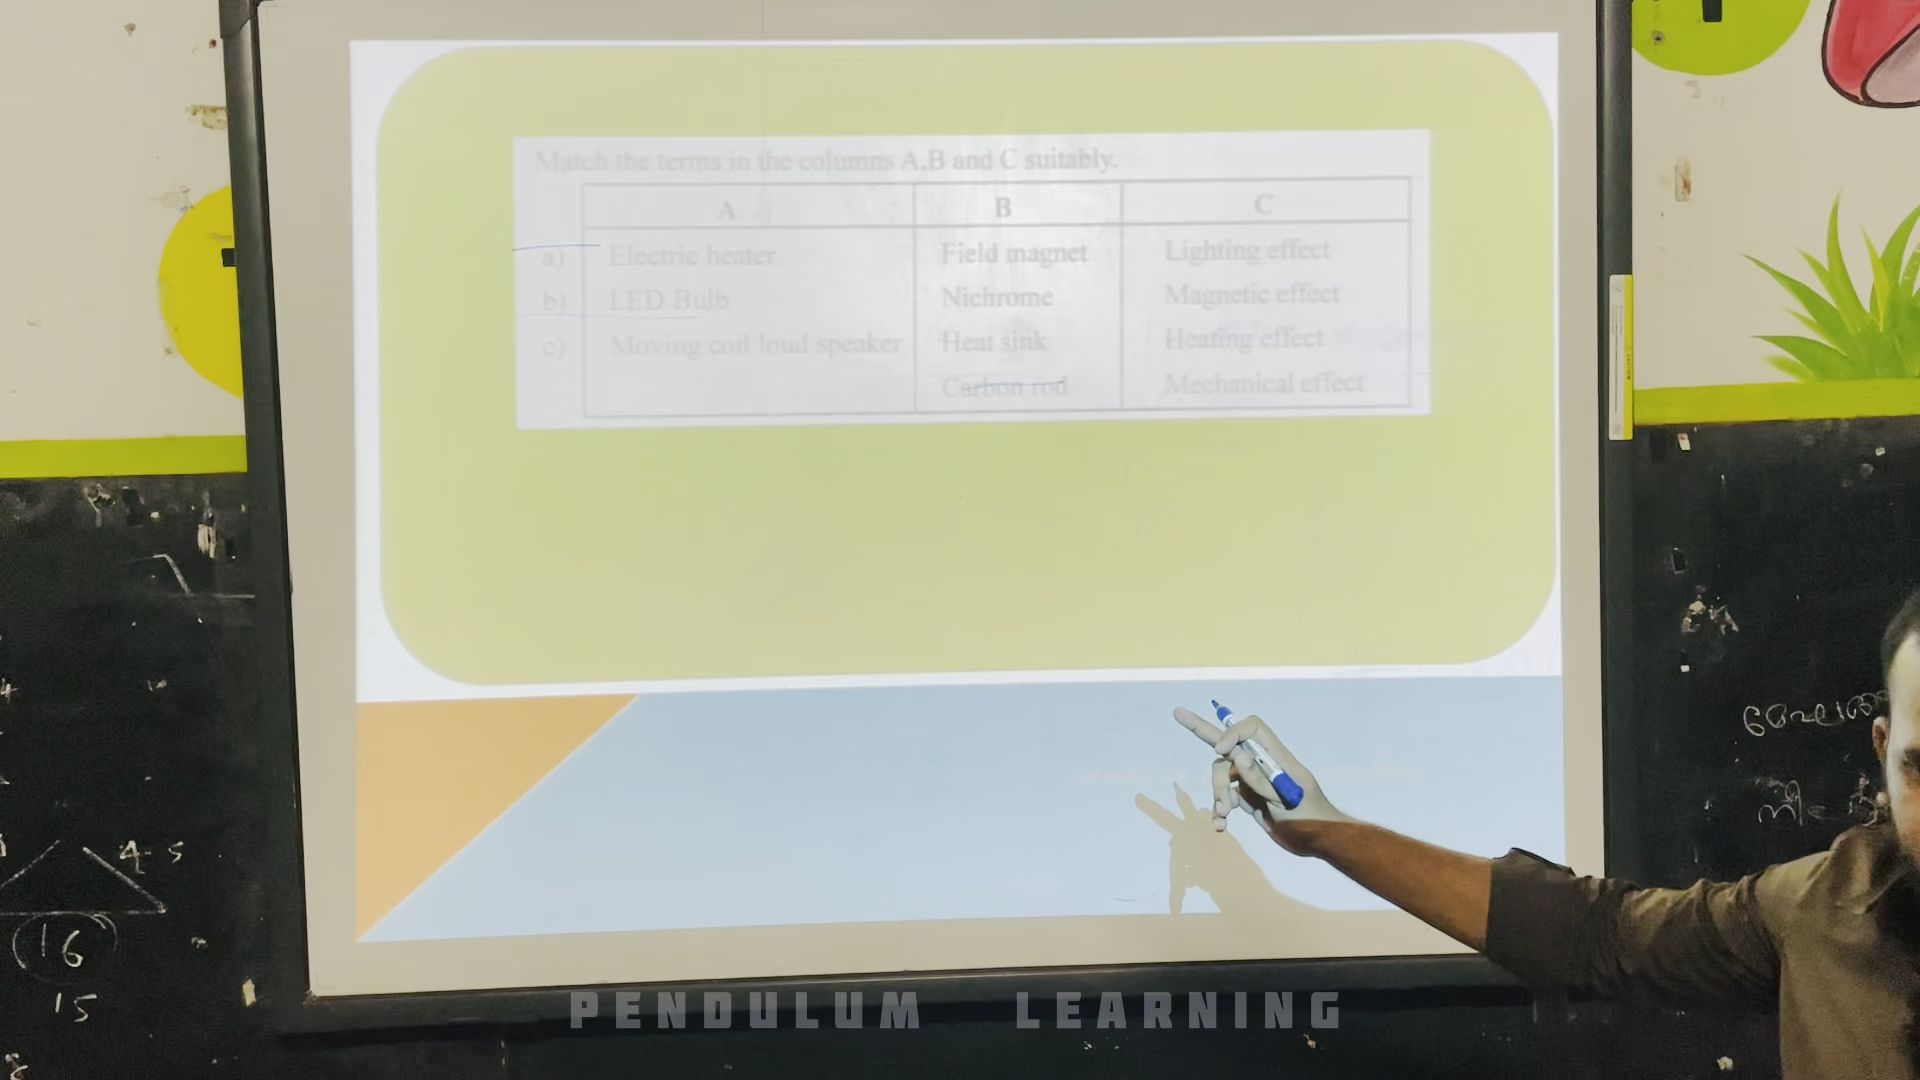 Match the terms in the columns A,B and C suitably.
A B C
a) Electric heater Field magnet Lighting effect
b) LED Bulb Nichrome Magnetic effect
c) Moving coil loud speaker Heat sink Heating effect
Carbon rod Mechanical effect
4 5
16
15
PENDULUM LEARNING